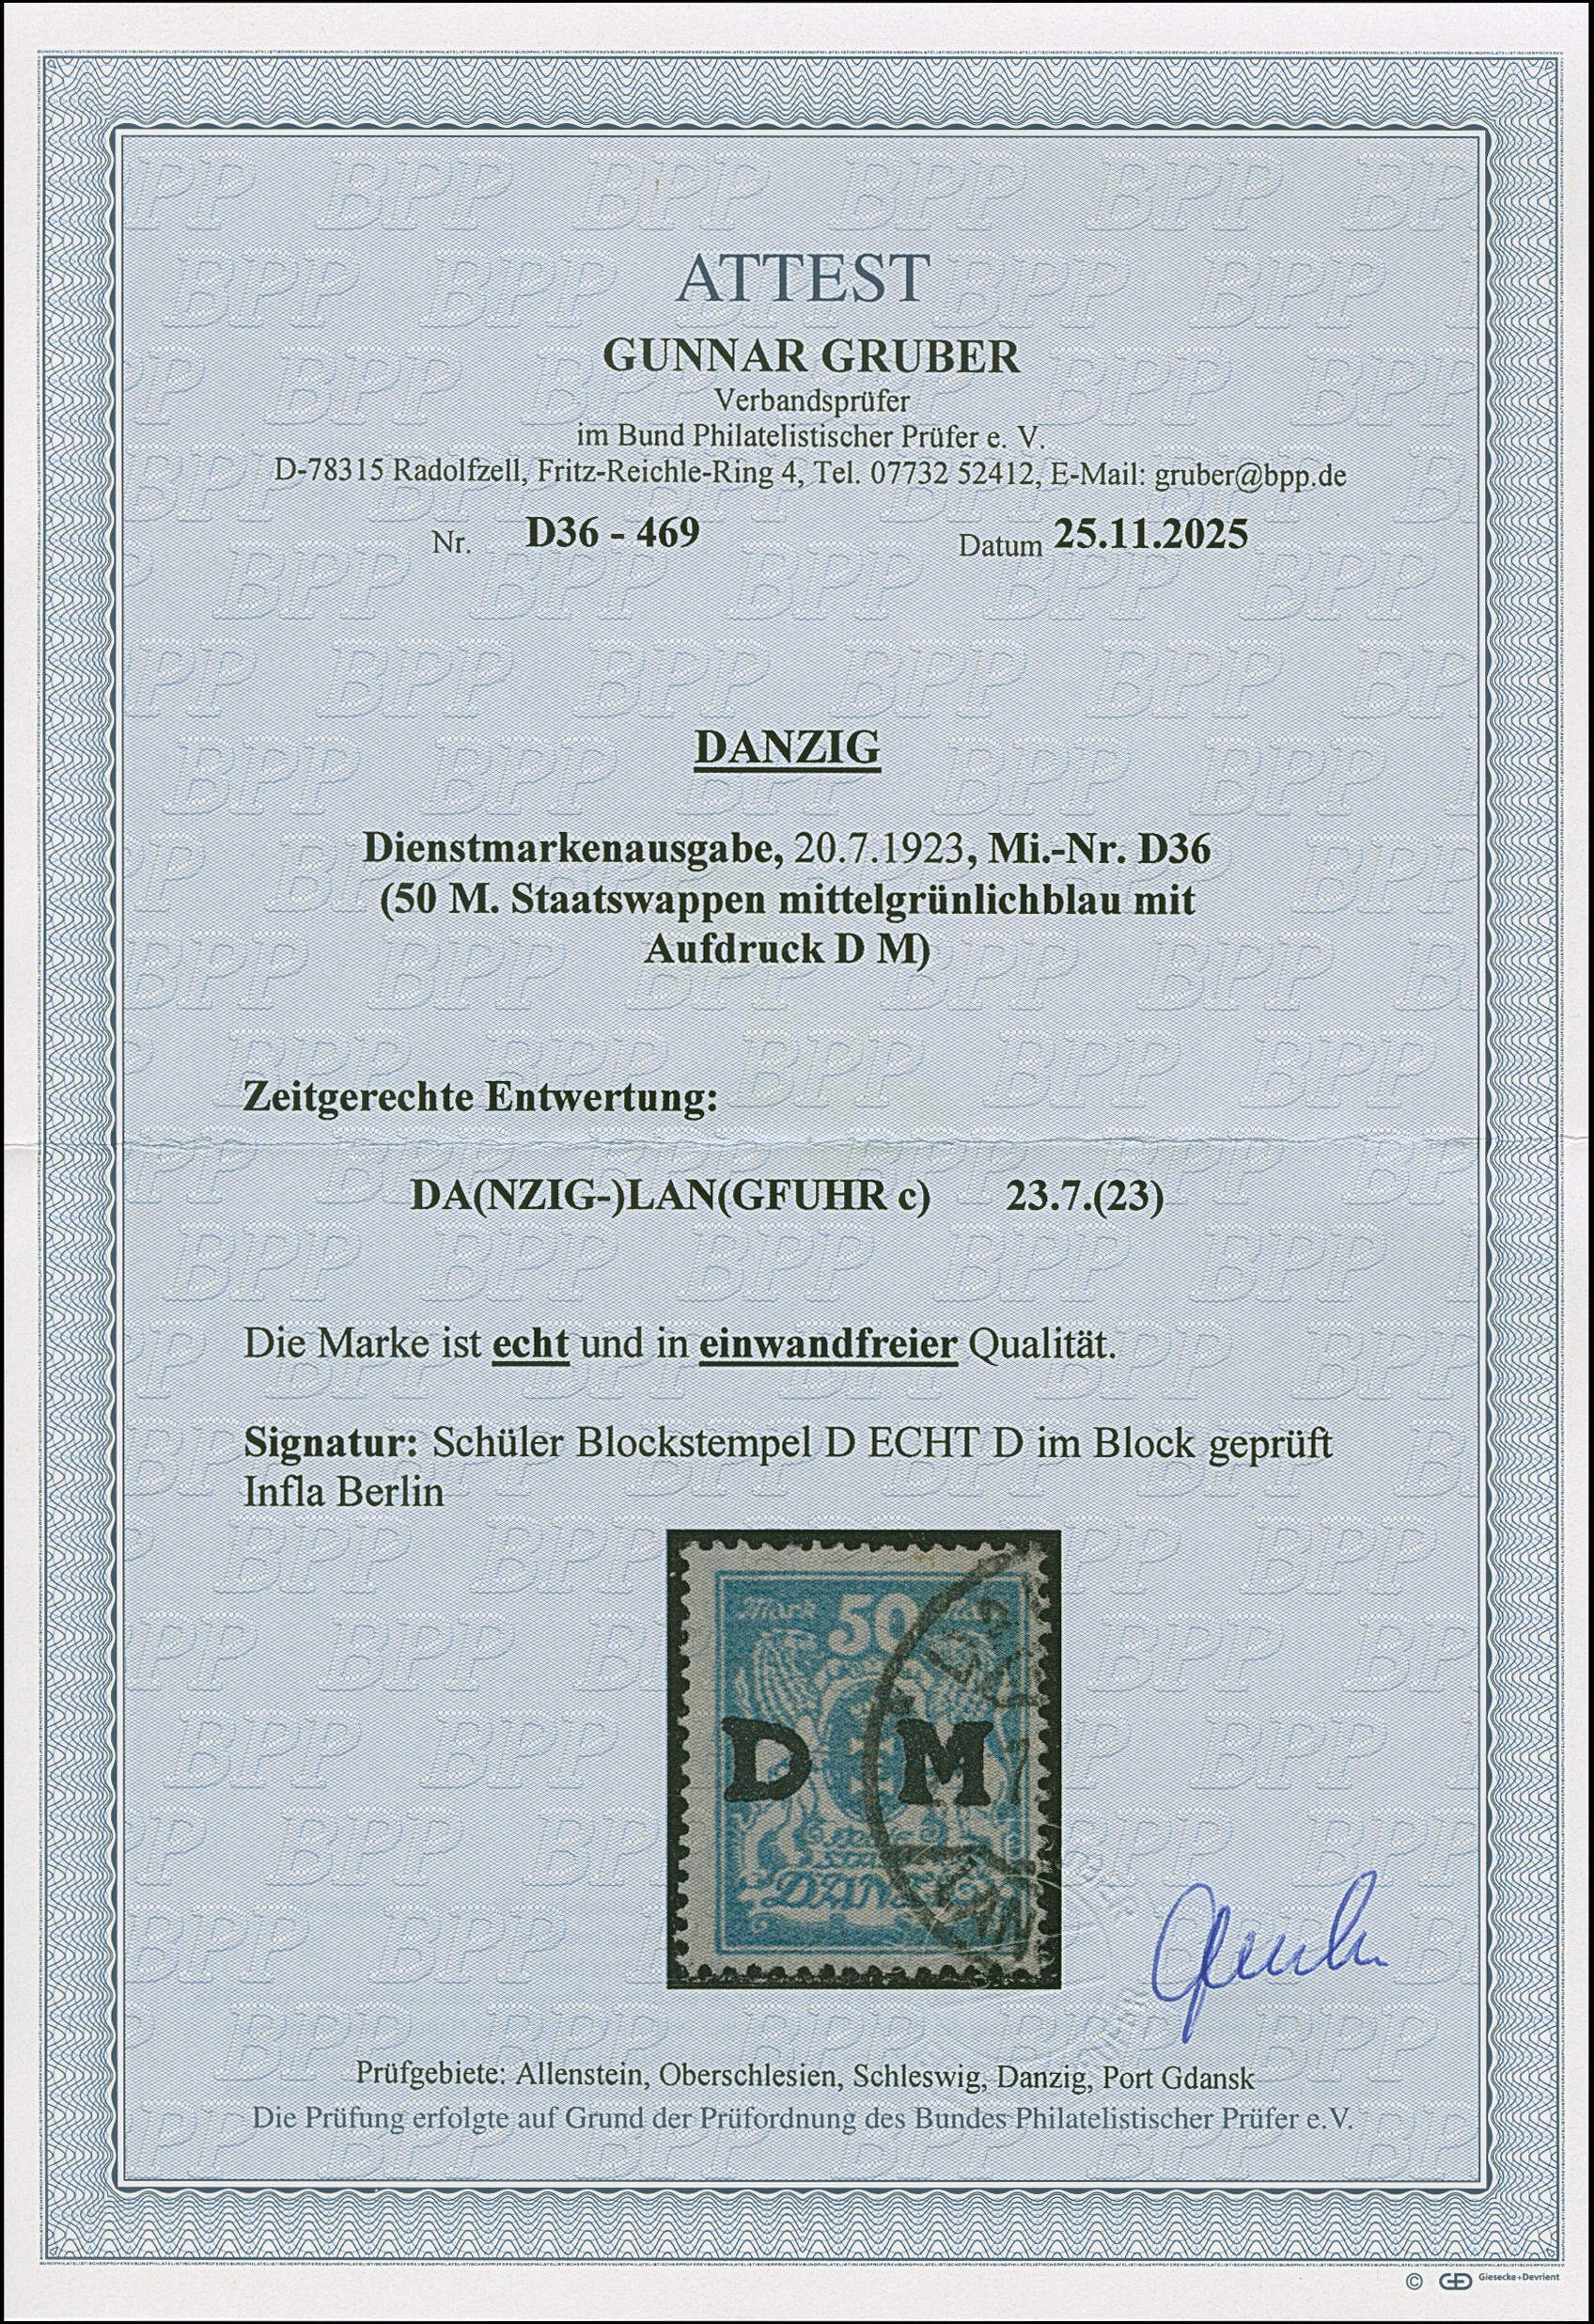 ATTEST
GUNNAR GRUBER
Verbandsprüfer
im Bund Philatelistischer Prüfer e. V.
D-78315 Radolfzell, Fritz-Reichle-Ring 4, Tel. 07732 52412, E-Mail: gruber@bpp.de
Nr. D36 - 469 Datum 25.11.2025
DANZIG
Dienstmarkenausgabe, 20.7.1923, Mi.-Nr. D36
(50 M. Staatswappen mittelgrünlichblau mit
Aufdruck D M)
Zeitgerechte Entwertung:
DA(NZIG-)LAN(GFUHR c) 23.7.(23)
Die Marke ist echt und in einwandfreier Qualität.
Signatur: Schüler Blockstempel D ECHT D im Block geprüft
Infla Berlin
Mark 50
D M
LAN
Prüfgebiete: Allenstein, Oberschlesien, Schleswig, Danzig, Port Gdansk
Die Prüfung erfolgte auf Grund der Prüfordnung des Bundes Philatelistischer Prüfer e.V.
© Giesecke+Devrient